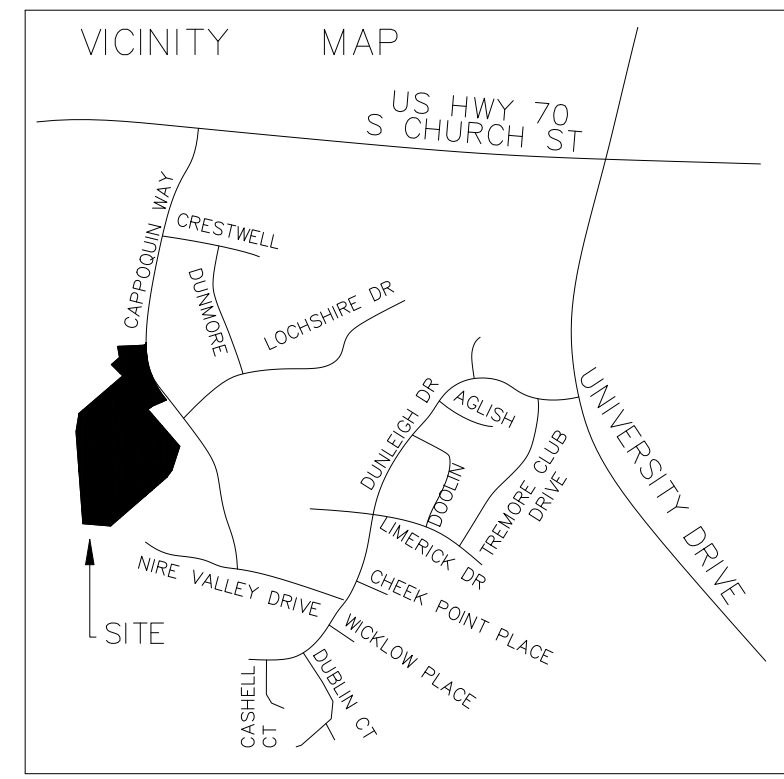 VICINITY MAP
US HWY 70
S CHURCH ST
CAPPOQUIN WAY
CRESTWELL
DUNMORE
LOCHSHIRE DR
DUNLEIGH DR
AGLISH
DOOLIN
TREMORE CLUB
DRIVE
UNIVERSITY DRIVE
LIMERICK DR
NIRE VALLEY DRIVE
CHEEK POINT PLACE
WICKLOW PLACE
SITE
DUBLIN CT
CASHELL
CT